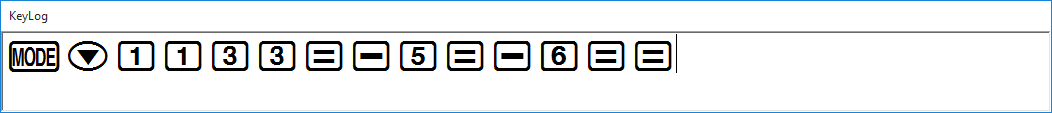 KeyLog
MODE ▼ 1 1 3 3 = − 5 = − 6 = =